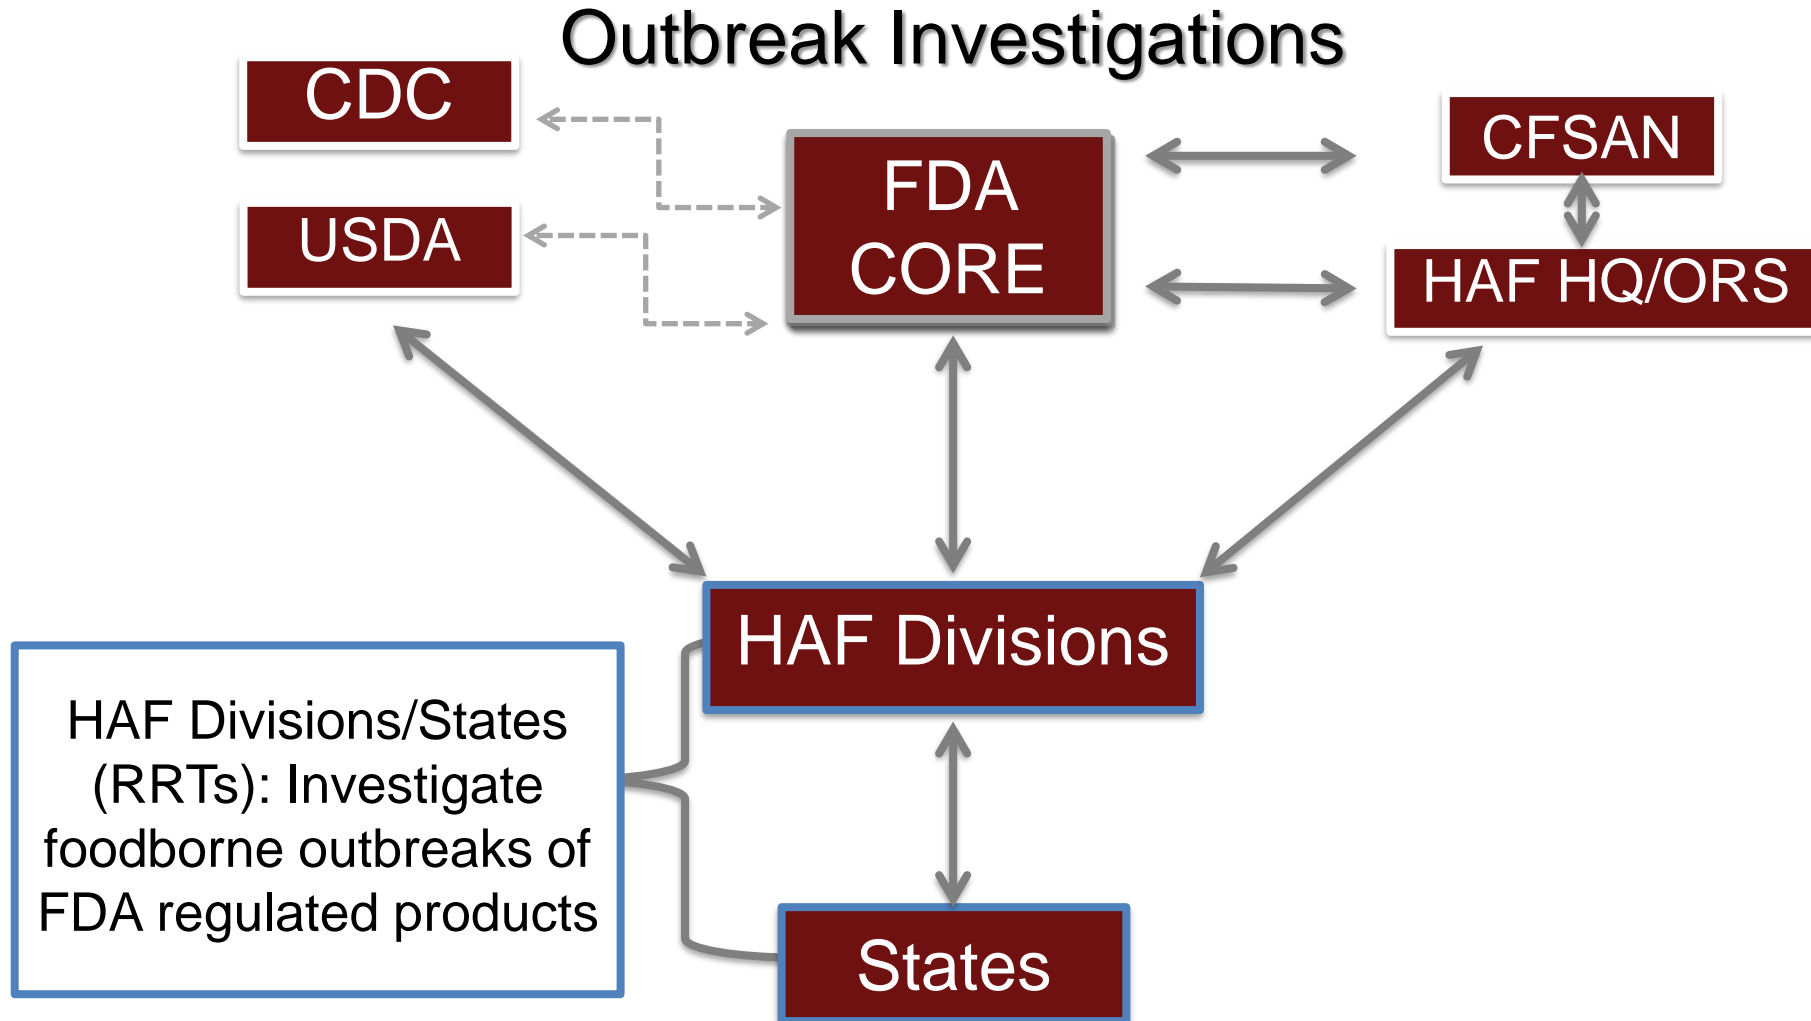 Outbreak Investigations
CDC
USDA
FDA
CORE
CFSAN
HAF HQ/ORS
HAF Divisions
HAF Divisions/States
(RRTs): Investigate
foodborne outbreaks of
FDA regulated products
States